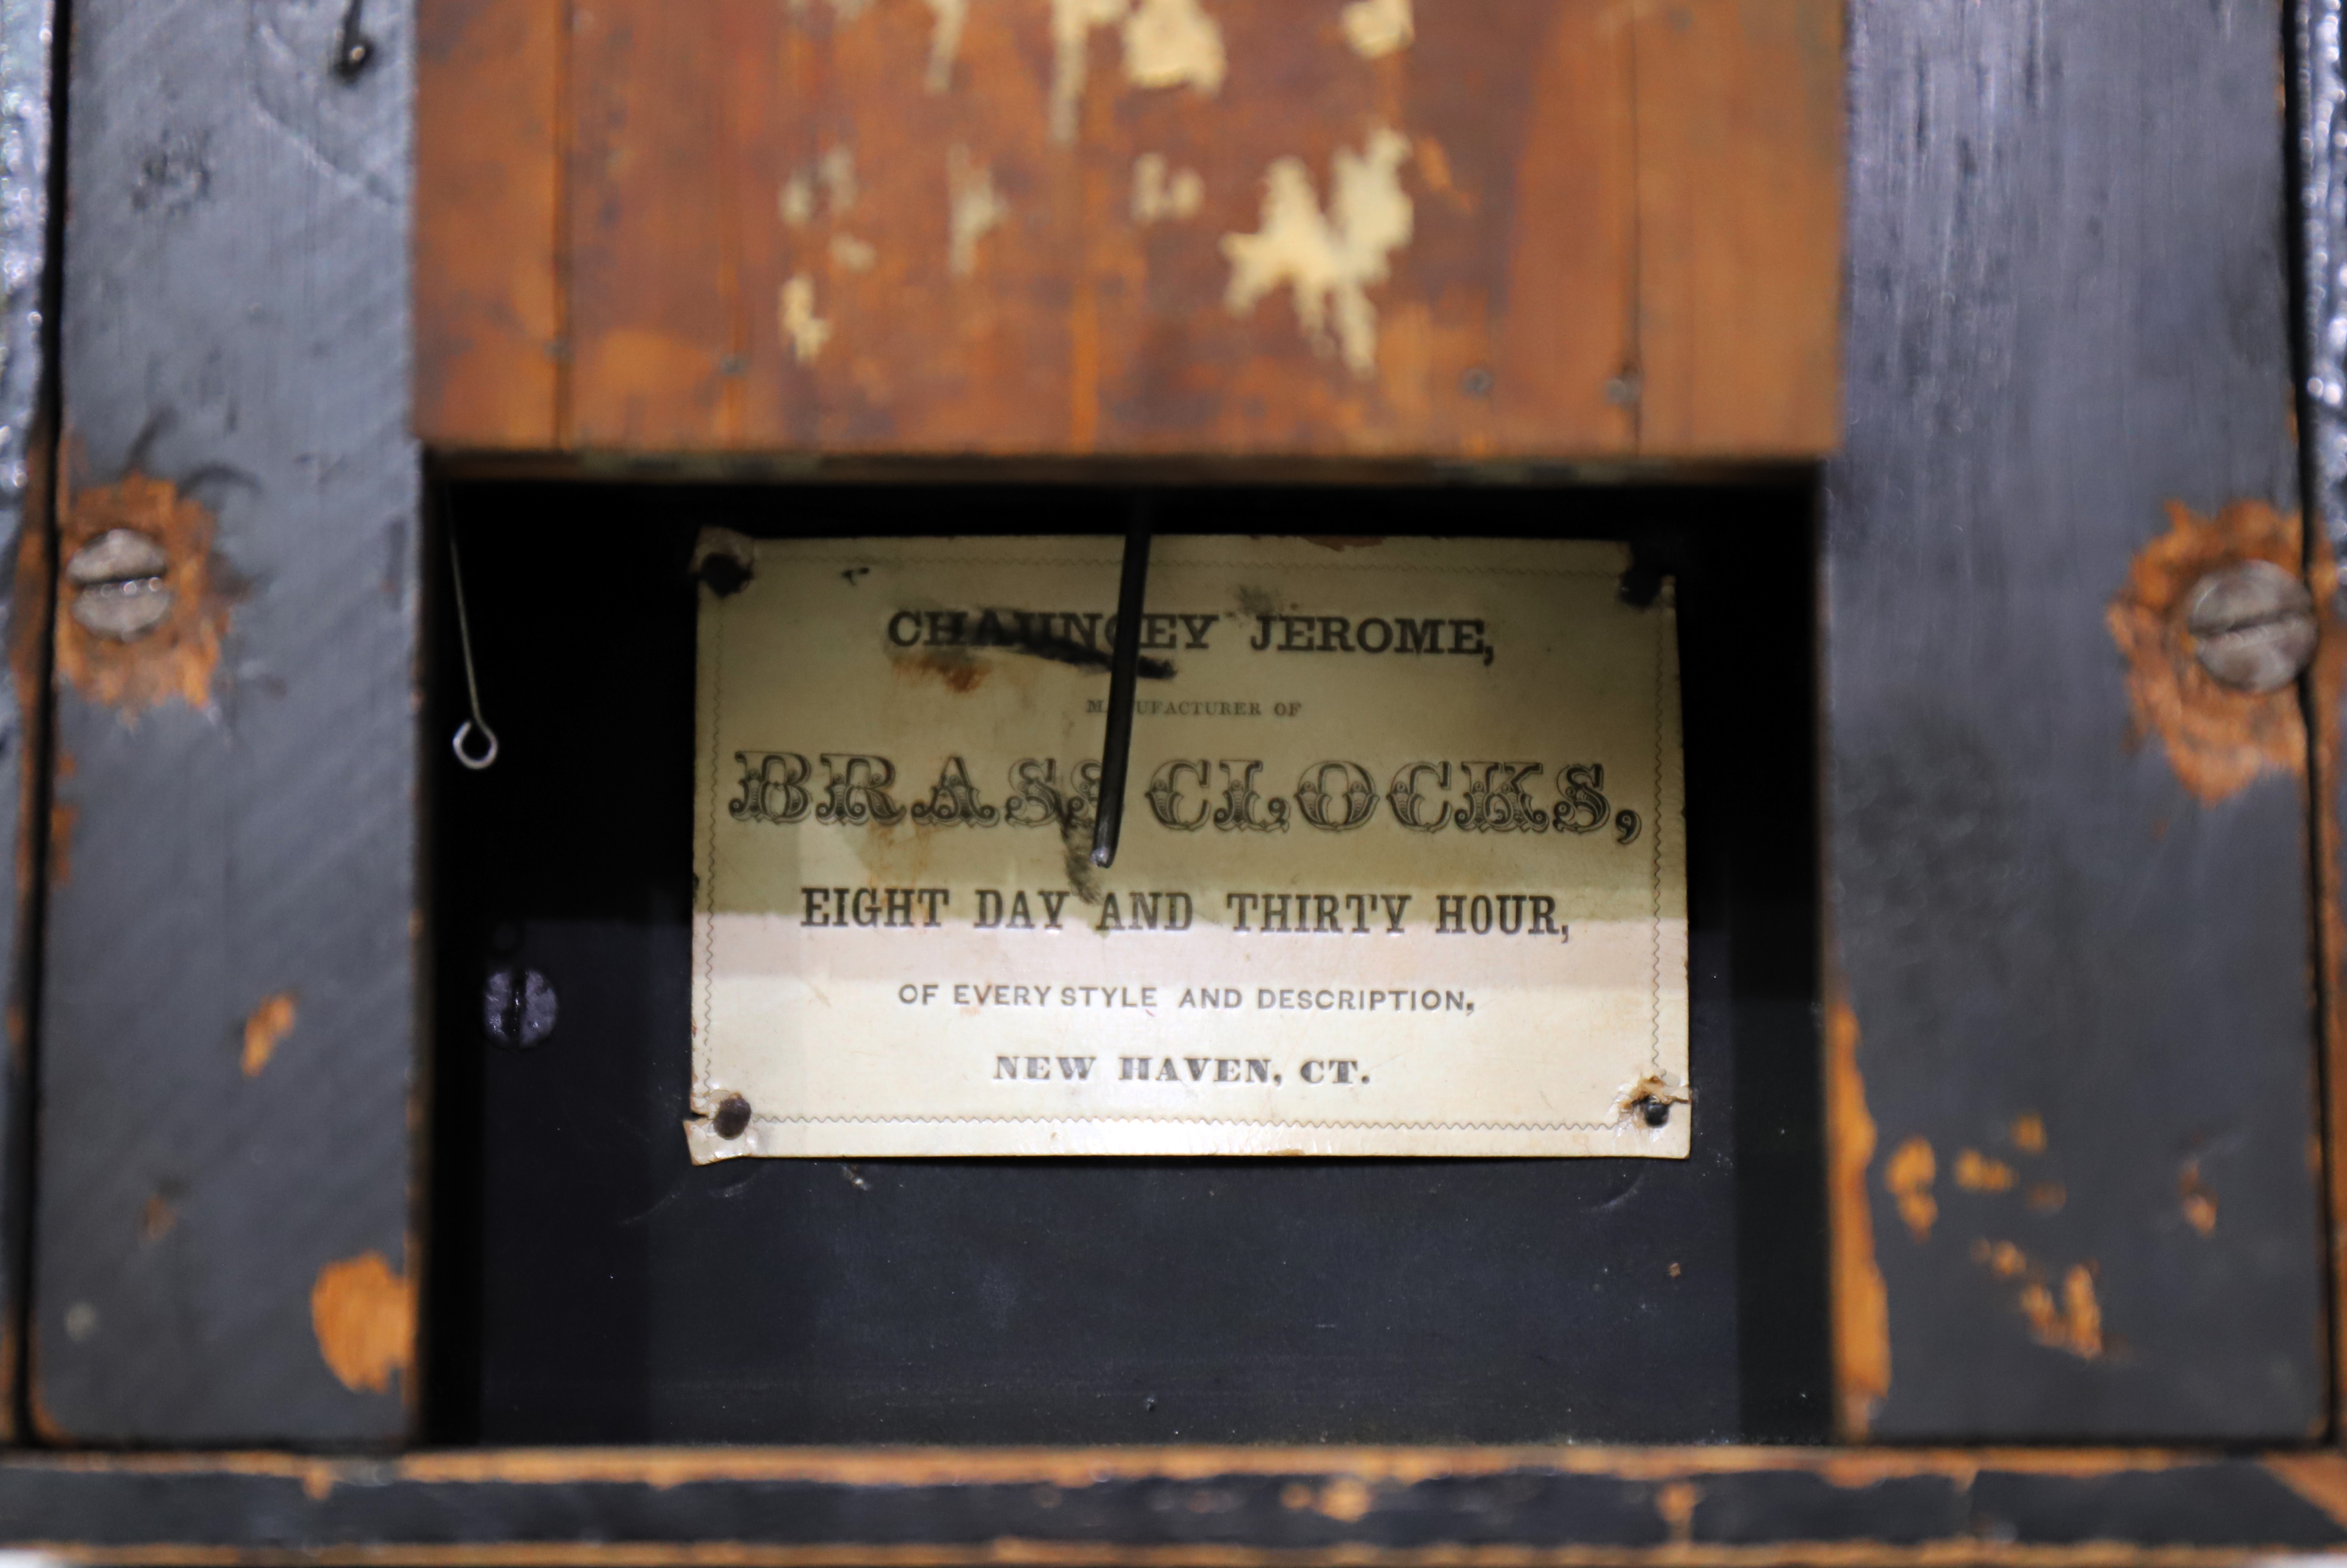 CHAUNCEY JEROME,
MANUFACTURER OF
BRASS CLOCKS,
EIGHT DAY AND THIRTY HOUR,
OF EVERY STYLE AND DESCRIPTION,
NEW HAVEN, CT.